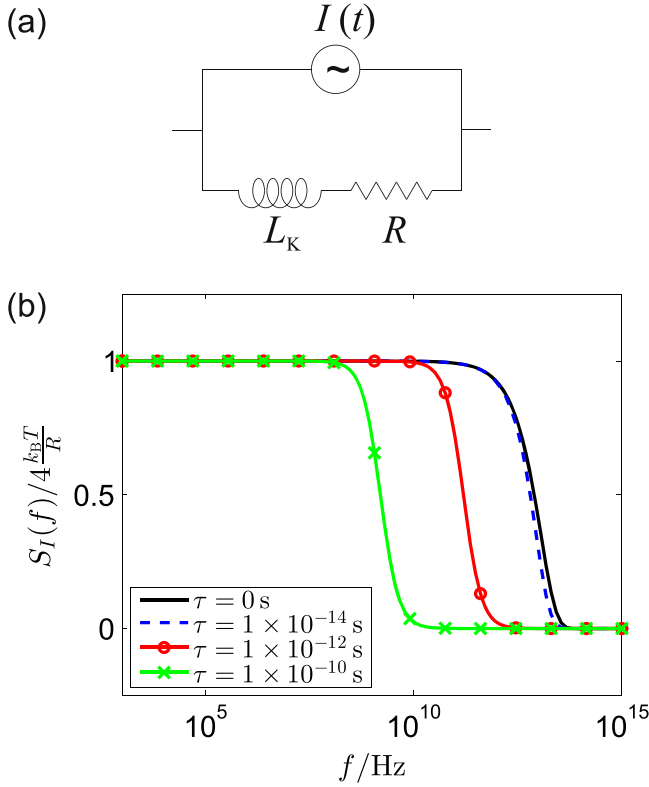 (a)
I (t)
~
L_K
R
(b)
S_I(f)/4 k_B T/R
1
0.5
0
τ = 0 s
τ = 1 × 10^−14 s
τ = 1 × 10^−12 s
τ = 1 × 10^−10 s
10^5
10^10
10^15
f/Hz